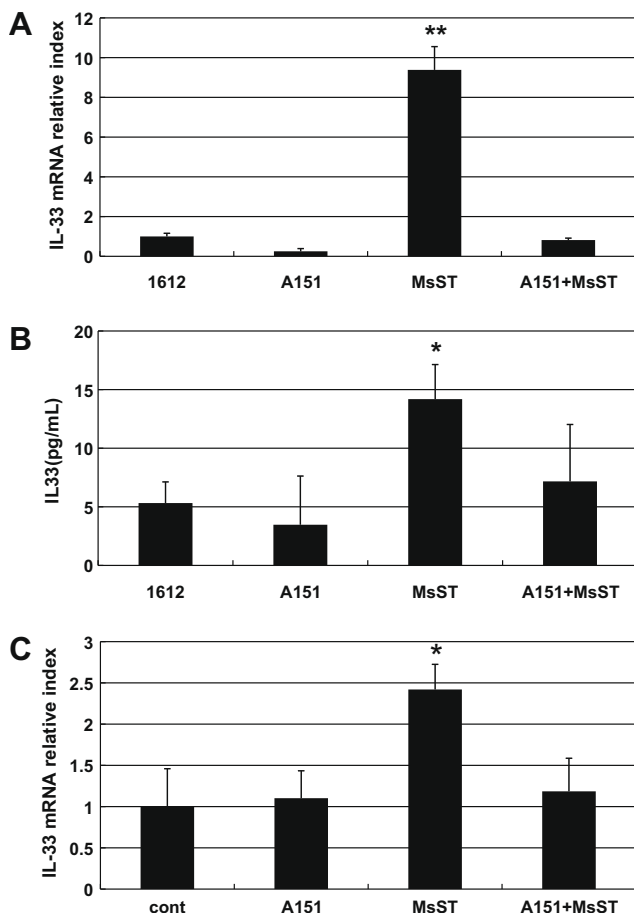 A
IL-33 mRNA relative index
12
10
8
6
4
2
0
**
1612 A151 MsST A151+MsST
B
IL33(pg/mL)
20
15
10
5
0
*
1612 A151 MsST A151+MsST
C
IL-33 mRNA relative index
3
2.5
2
1.5
1
0.5
0
*
cont A151 MsST A151+MsST